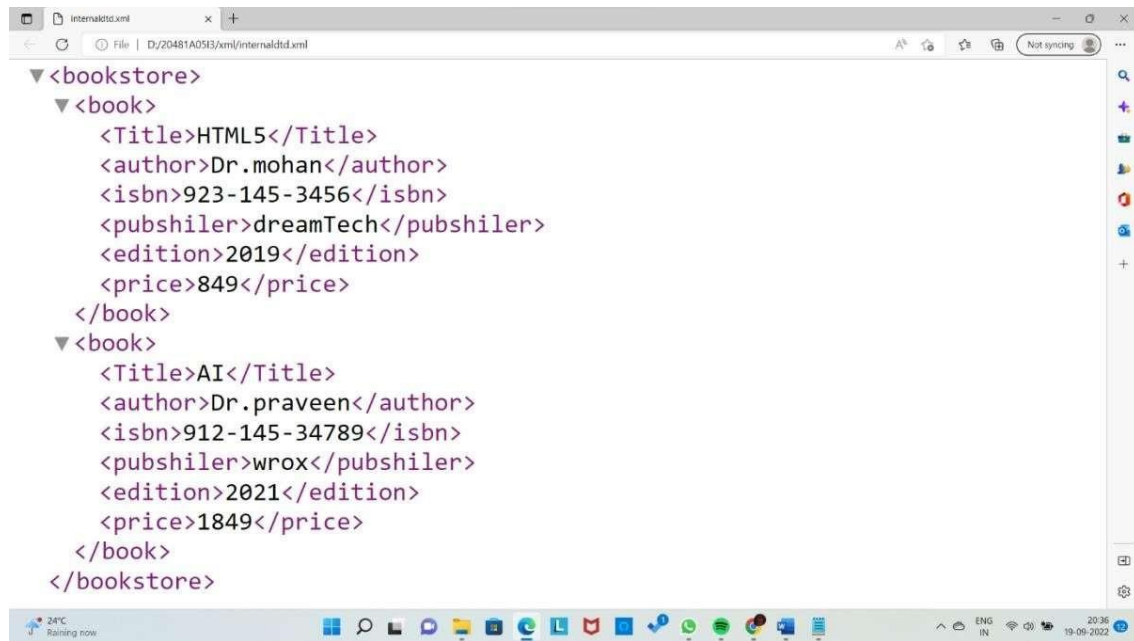 internaldtd.xml
File | D:/20481A05I3/xml/internaldtd.xml
Not syncing
<bookstore>
<book>
<Title>HTML5</Title>
<author>Dr.mohan</author>
<isbn>923-145-3456</isbn>
<pubshiler>dreamTech</pubshiler>
<edition>2019</edition>
<price>849</price>
</book>
<book>
<Title>AI</Title>
<author>Dr.praveen</author>
<isbn>912-145-34789</isbn>
<pubshiler>wrox</pubshiler>
<edition>2021</edition>
<price>1849</price>
</book>
</bookstore>
24°C
Raining now
ENG
IN
20:36
19-09-2022
12